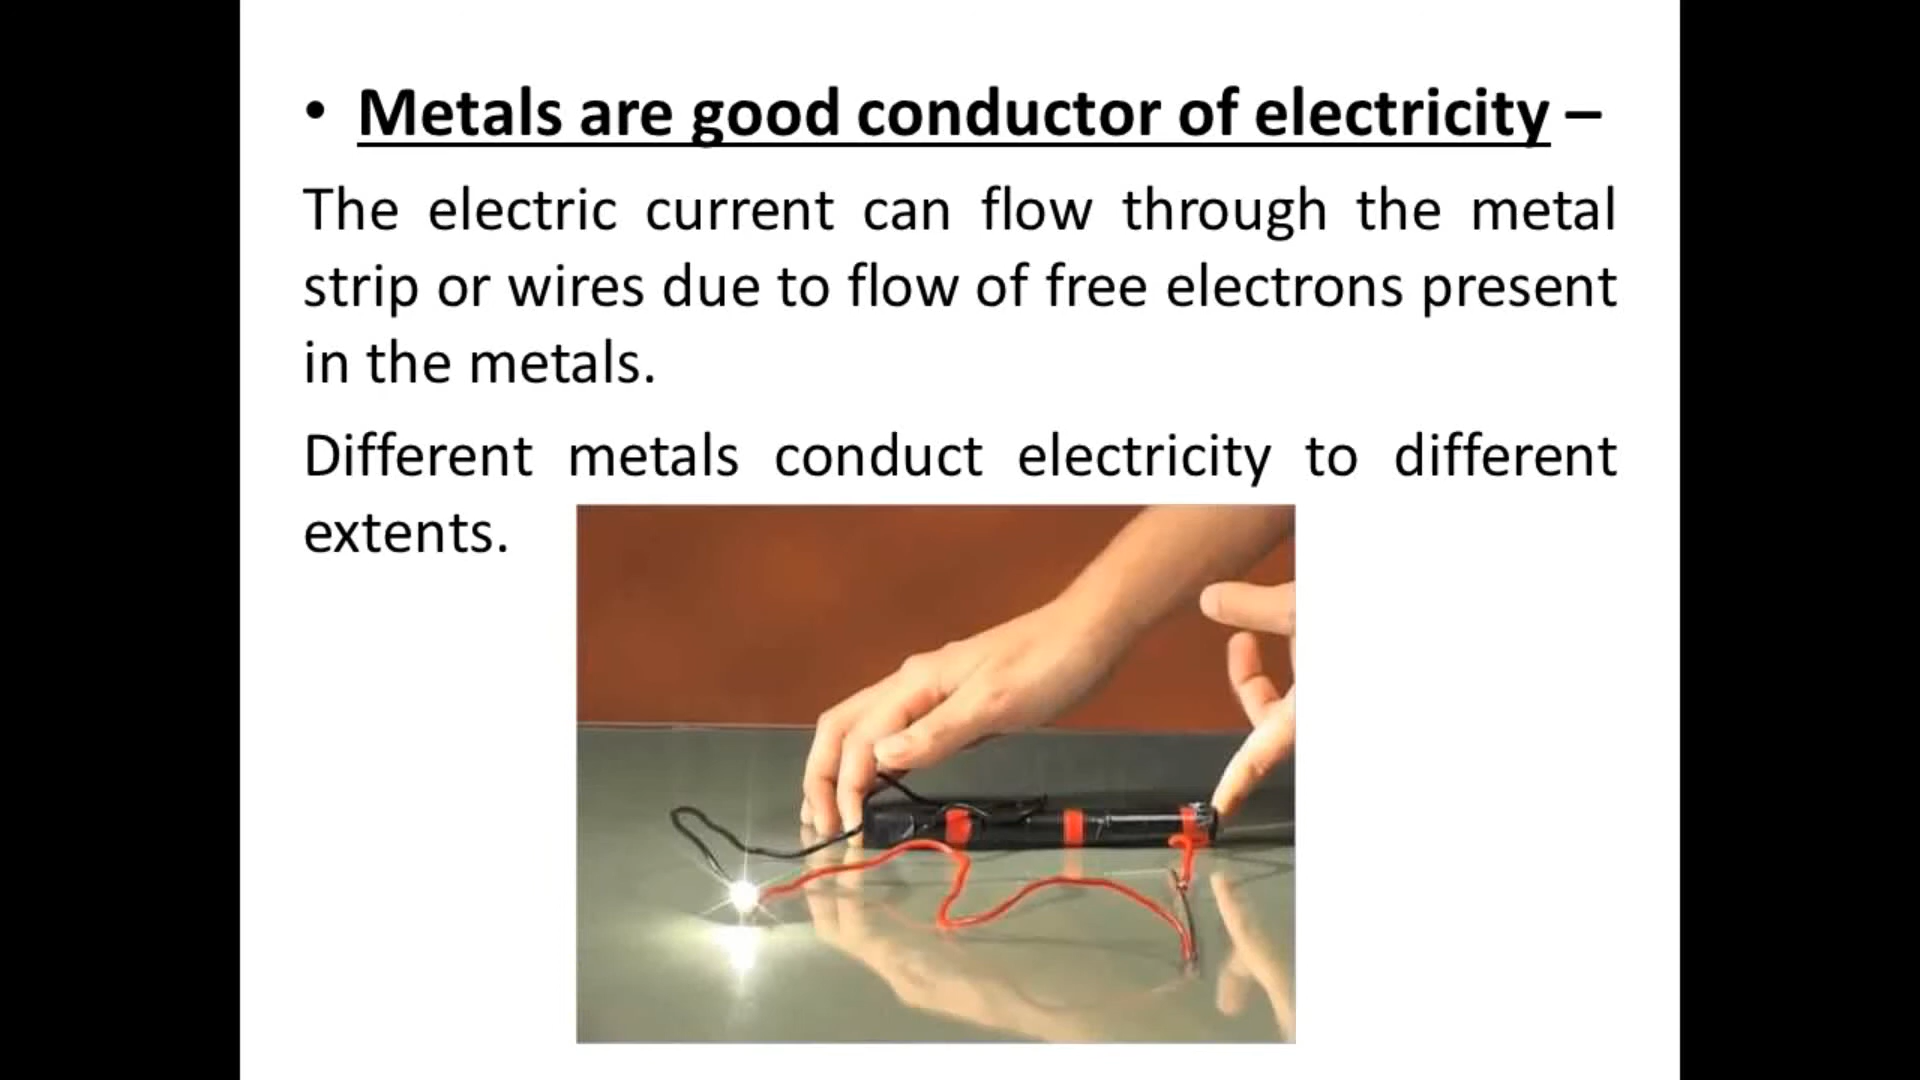 • Metals are good conductor of electricity –
The electric current can flow through the metal
strip or wires due to flow of free electrons present
in the metals.
Different metals conduct electricity to different
extents.